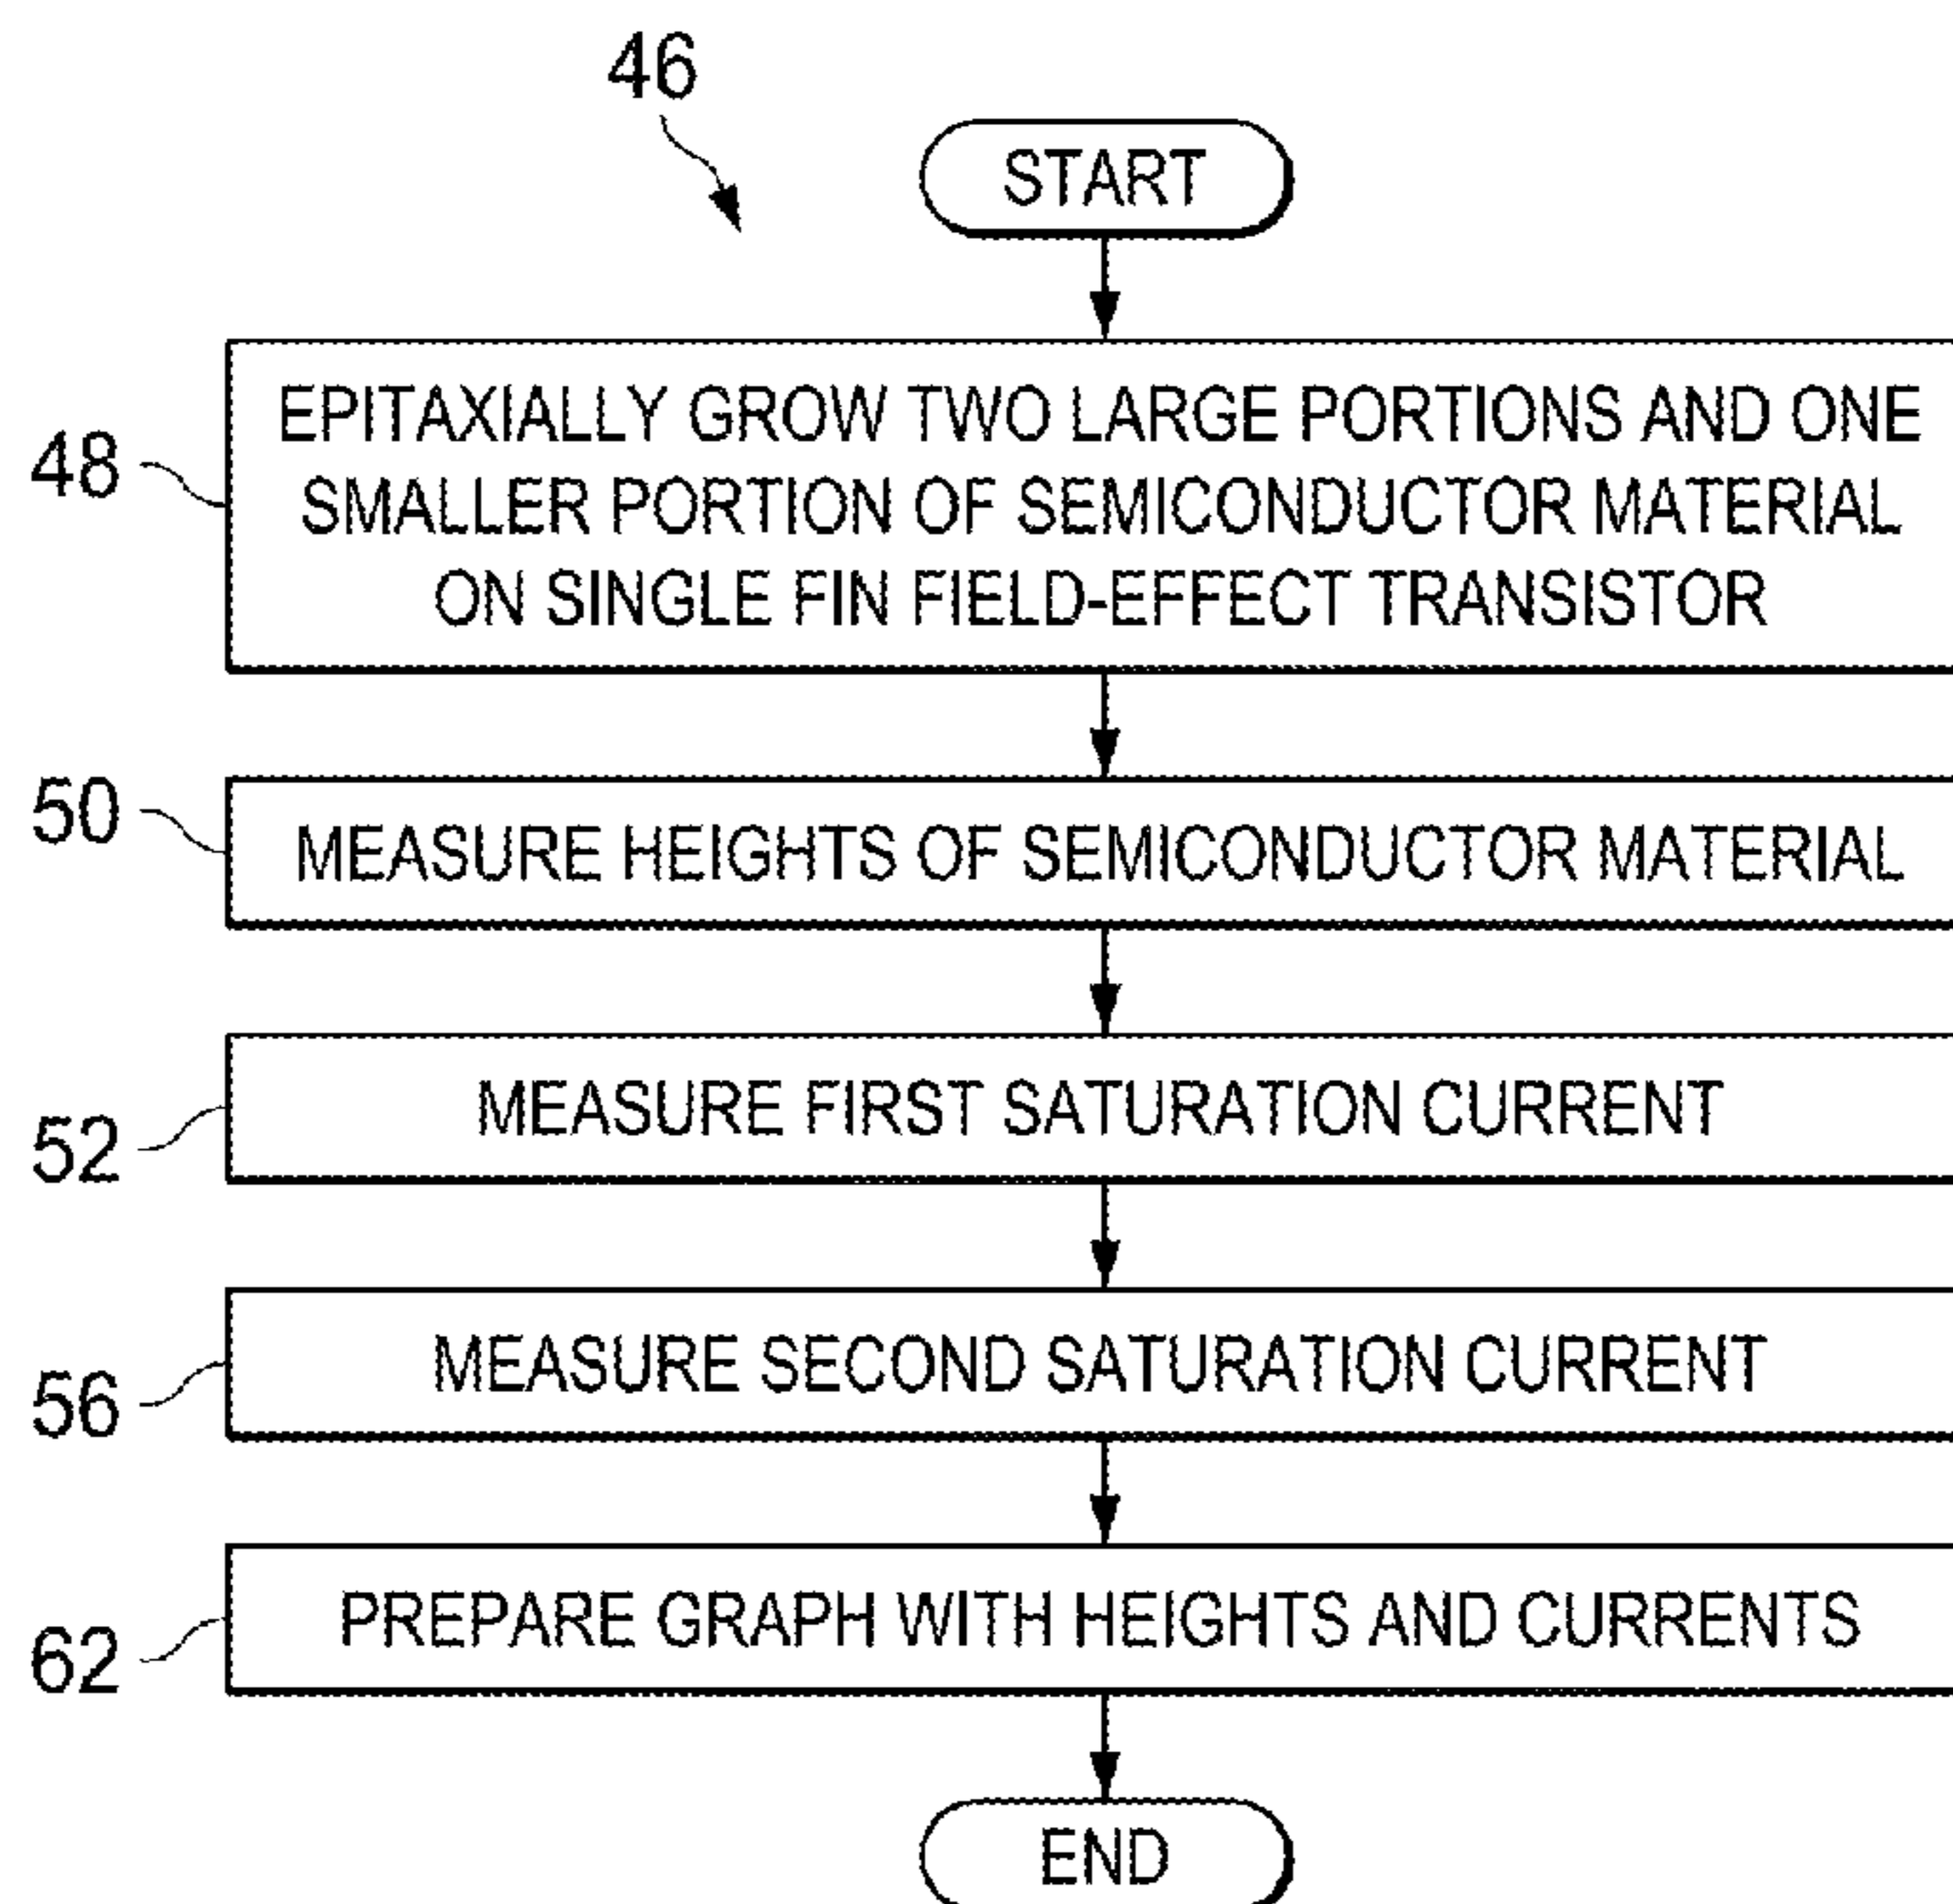 46
START
48
EPITAXIALLY GROW TWO LARGE PORTIONS AND ONE
SMALLER PORTION OF SEMICONDUCTOR MATERIAL
ON SINGLE FIN FIELD-EFFECT TRANSISTOR
50
MEASURE HEIGHTS OF SEMICONDUCTOR MATERIAL
52
MEASURE FIRST SATURATION CURRENT
56
MEASURE SECOND SATURATION CURRENT
62
PREPARE GRAPH WITH HEIGHTS AND CURRENTS
END